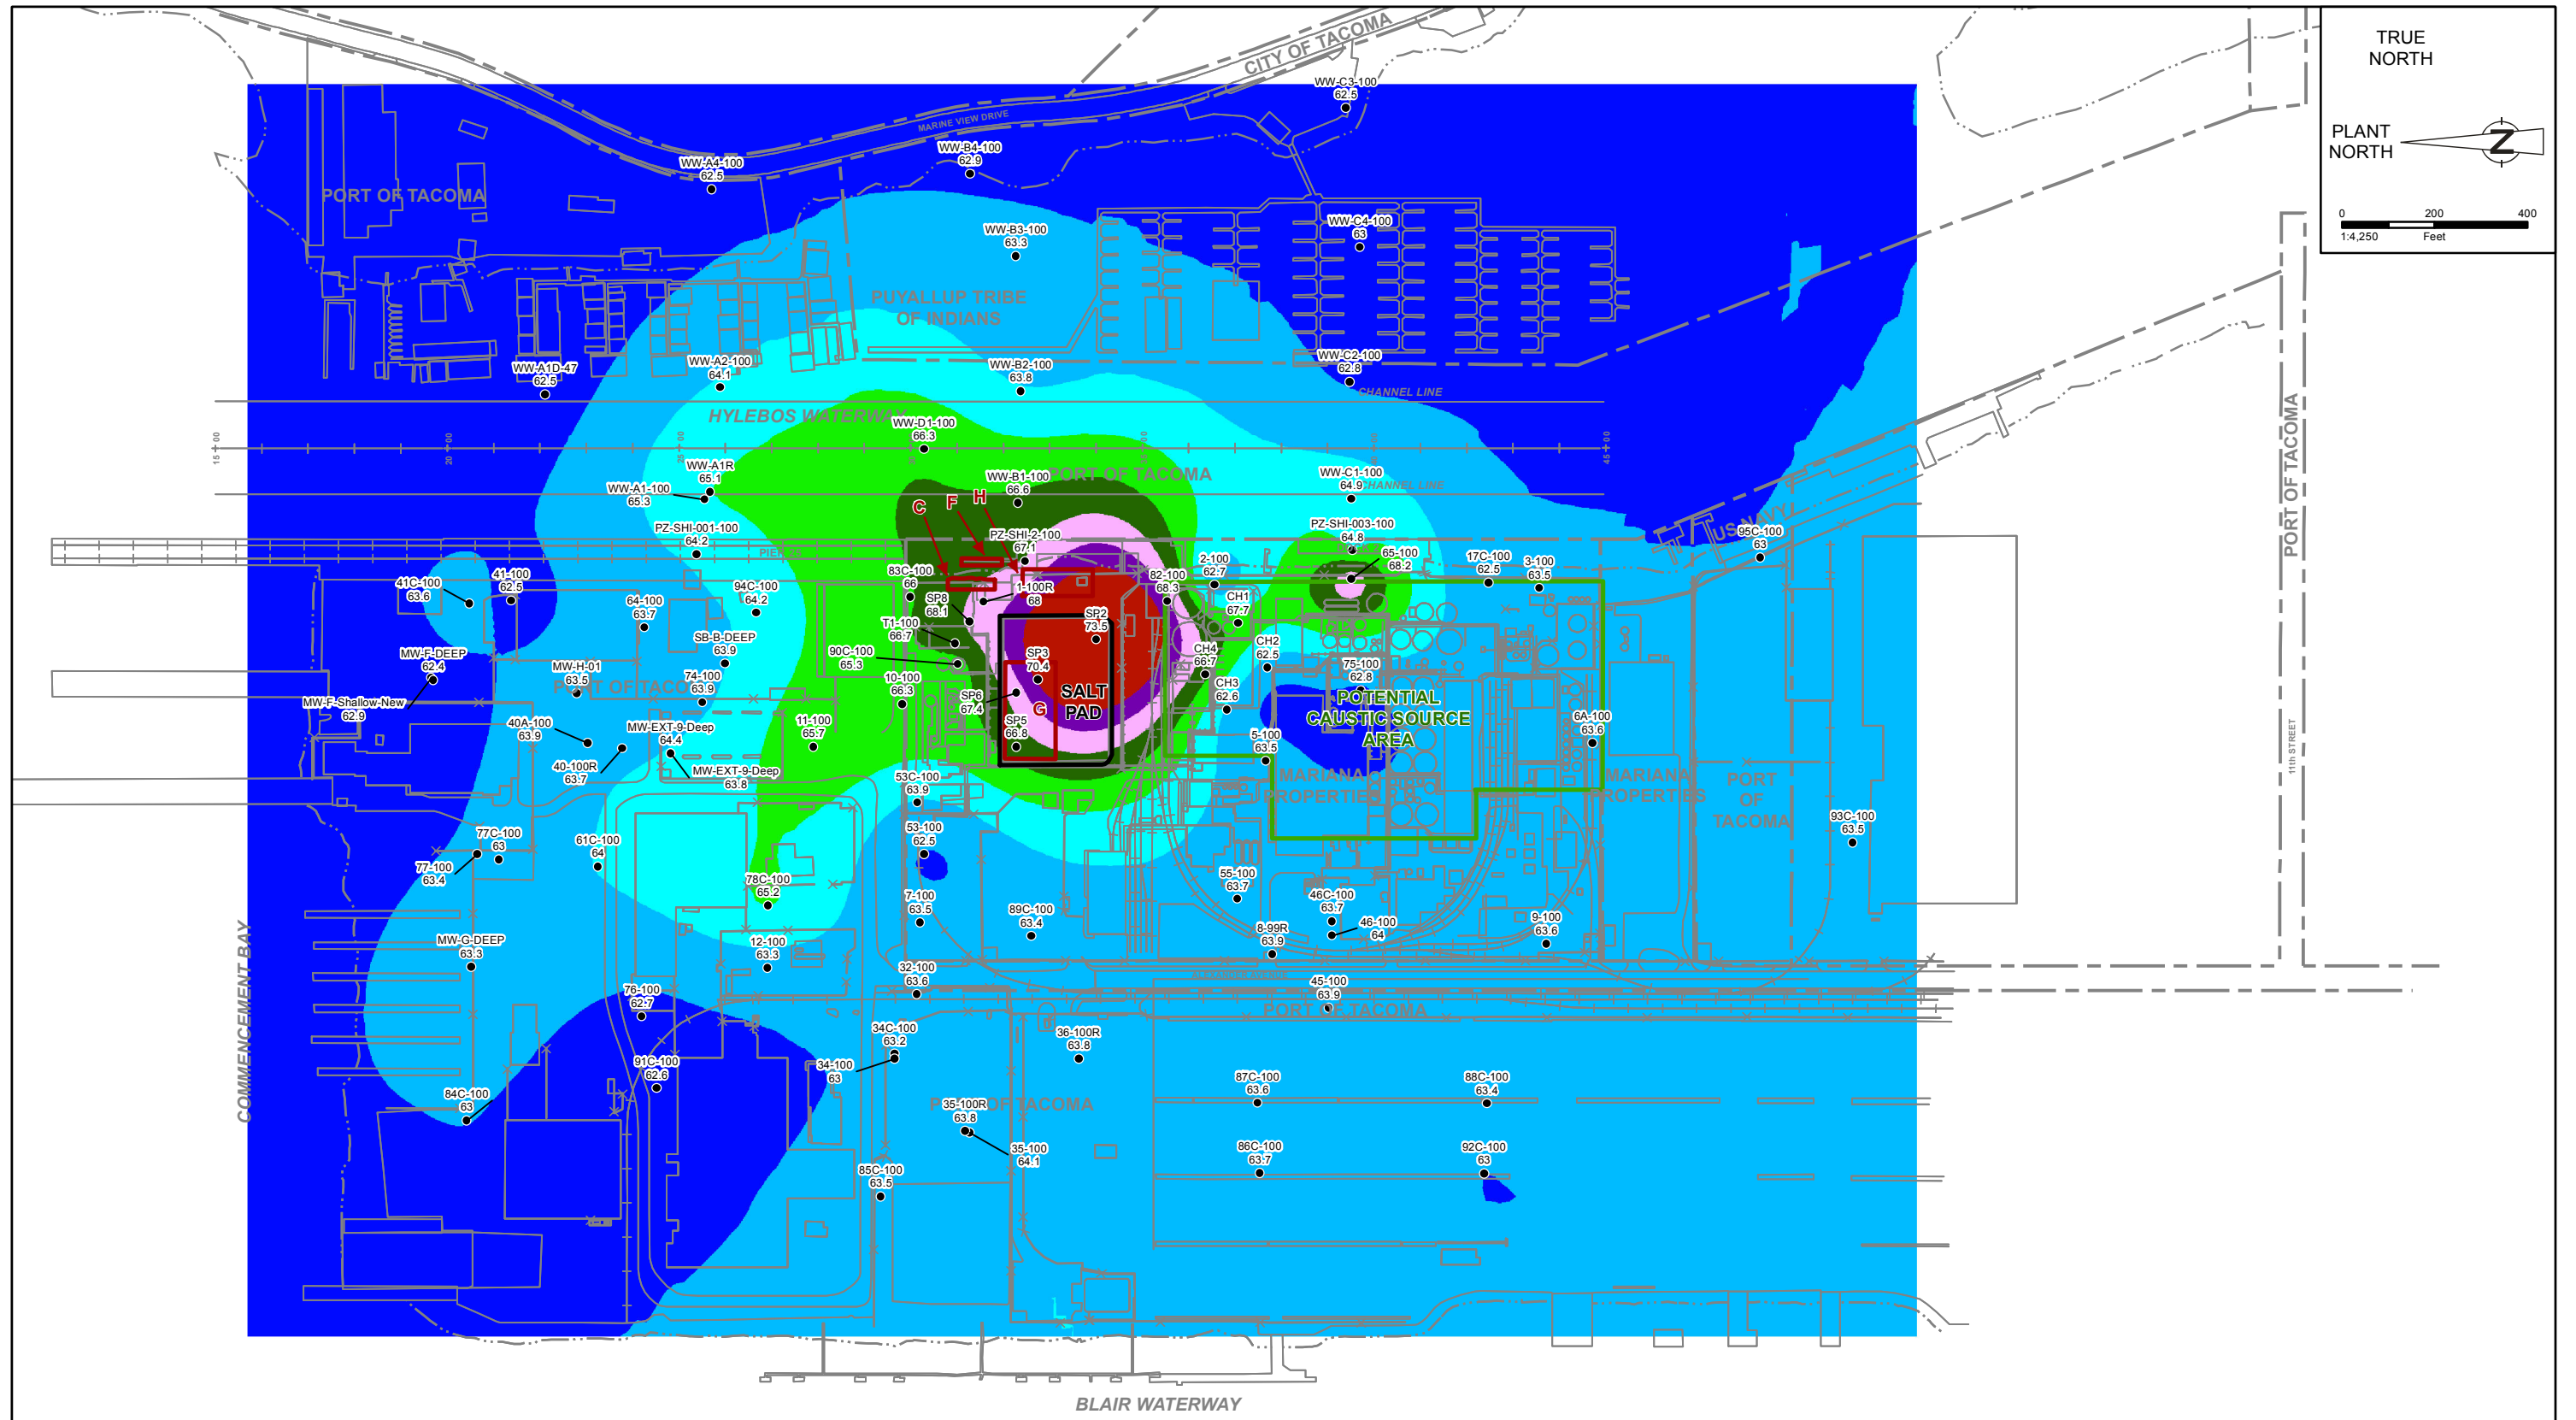 TRUE
NORTH
PLANT
NORTH
Z
0 200 400
1:4,250 Feet
CITY OF TACOMA
MARINE VIEW DRIVE
WW-C3-100
62.5
WW-B4-100
62.9
WW-A4-100
62.5
PORT OF TACOMA
WW-B3-100
63.3
WW-C4-100
63
PUYALLUP TRIBE
OF INDIANS
WW-A1D-47
62.5
WW-A2-100
64.1
WW-B2-100
63.8
WW-C2-100
62.8
CHANNEL LINE
HYLEBOS WATERWAY
WW-D1-100
66.3
15+00
20+00
25+00
45+00
PORT OF TACOMA
WW-A1R
65.1
WW-A1-100
65.3
WW-B1-100
66.6
PORT OF TACOMA
WW-C1-100
64.9
CHANNEL LINE
C
F
H
PZ-SHI-001-100
64.2
PIER 25
PZ-SHI-2-100
67.1
PZ-SHI-003-100
64.8
65-100
68.2
US NAVY
95C-100
63
41C-100
63.6
41-100
62.5
83C-100
66
82-100
68.3
2-100
62.7
17C-100
62.5
3-100
63.5
64-100
63.7
94C-100
64.2
SP8
68.1
1-100R
68
CH1
67.7
T1-100
66.7
SP2
73.5
SB-B-DEEP
63.9
90C-100
65.3
SP3
70.4
CH4
66.7
CH2
62.5
MW-F-DEEP
62.4
MW-H-01
63.5
PORT OF TACOMA
74-100
63.9
10-100
66.3
SP6
67.4
G
SALT
PAD
CH3
62.6
75-100
62.8
POTENTIAL
CAUSTIC SOURCE
AREA
MW-F-Shallow-New
62.9
40A-100
63.9
MW-EXT-9-Deep
64.4
11-100
65.7
SP5
66.8
5-100
63.5
6A-100
63.6
40-100R
63.7
MW-EXT-9-Deep
63.8
MARIANA
PROPERTIES
MARIANA
PROPERTIES
PORT
OF
TACOMA
11th STREET
53C-100
63.9
53-100
62.5
93C-100
63.5
77C-100
63
77-100
63.4
61C-100
64
78C-100
65.2
7-100
63.5
89C-100
63.4
55-100
63.7
46C-100
63.7
46-100
64
8-99R
63.9
9-100
63.6
COMMENCEMENT BAY
MW-G-DEEP
63.3
12-100
63.3
32-100
63.6
45-100
63.9
PORT OF TACOMA
76-100
62.7
34C-100
63.2
34-100
63
36-100R
63.8
91C-100
62.6
84C-100
63
35-100R
63.8
PORT OF TACOMA
35-100
64.1
87C-100
63.6
88C-100
63.4
85C-100
63.5
86C-100
63.7
92C-100
63
BLAIR WATERWAY